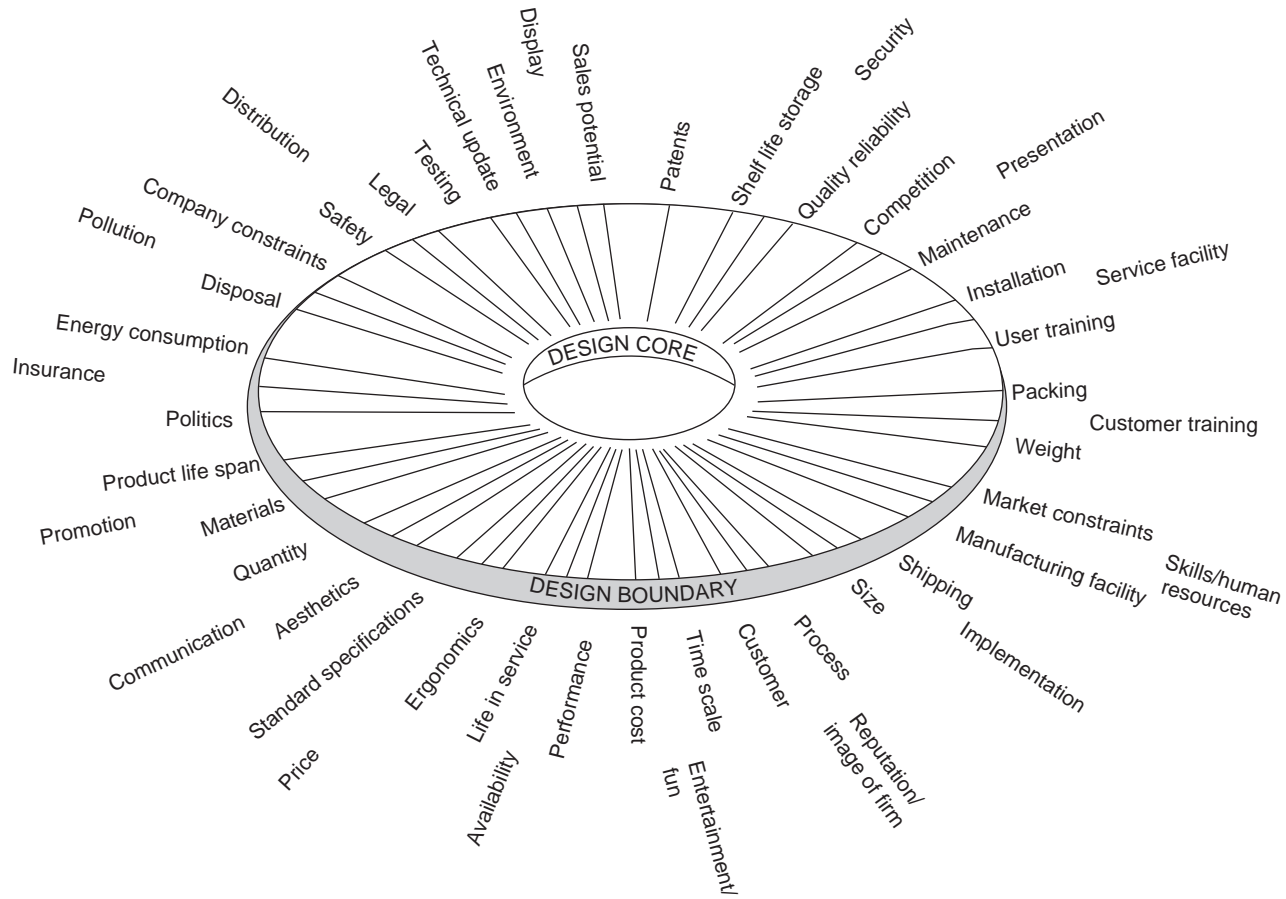 Display
Sales potential
Security
Technical update
Environment
Distribution
Testing
Patents
Shelf life storage
Quality reliability
Presentation
Legal
Competition
Company constraints
Safety
Maintenance
Pollution
Service facility
Disposal
Installation
Energy consumption
User training
Insurance
DESIGN CORE
Packing
Politics
Customer training
Weight
Product life span
Materials
Promotion
Market constraints
Manufacturing facility
Skills/human
resources
Quantity
Shipping
DESIGN BOUNDARY
Size
Aesthetics
Communication
Standard specifications
Ergonomics
Life in service
Performance
Product cost
Time scale
Customer
Process
Implementation
Price
Availability
Entertainment/
fun
Reputation/
image of firm